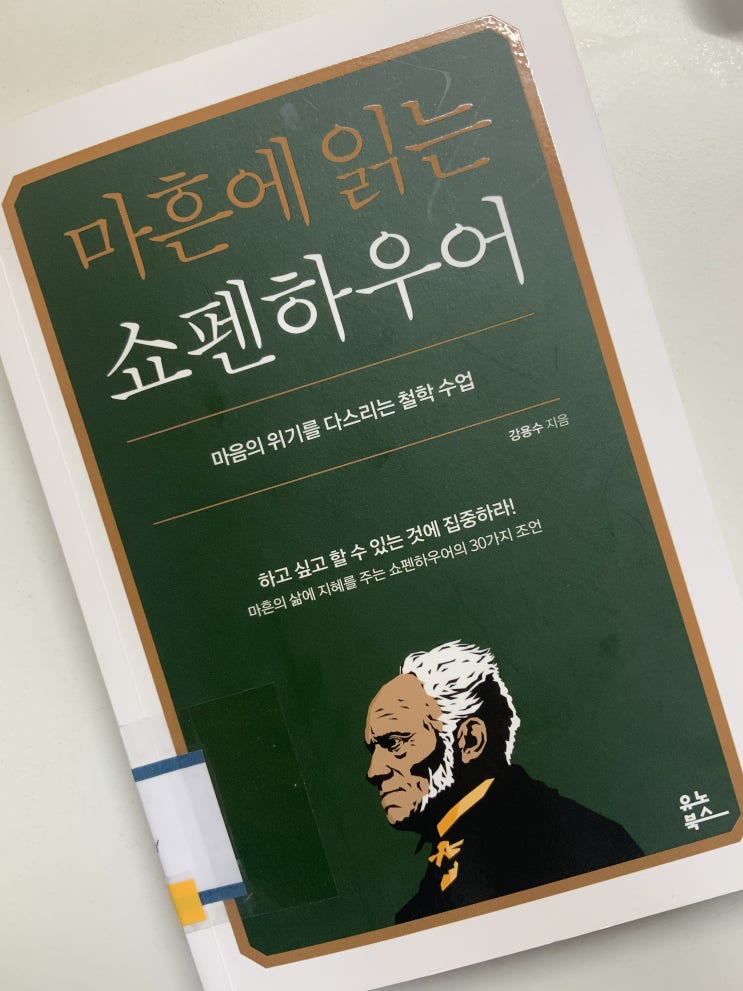 마흔에 읽는
쇼펜하우어
마음의 위기를 다스리는 철학 수업
강용수 지음
하고 싶고 할 수 있는 것에 집중하라!
마흔의 삶에 지혜를 주는 쇼펜하우어의 30가지 조언
유노
북스